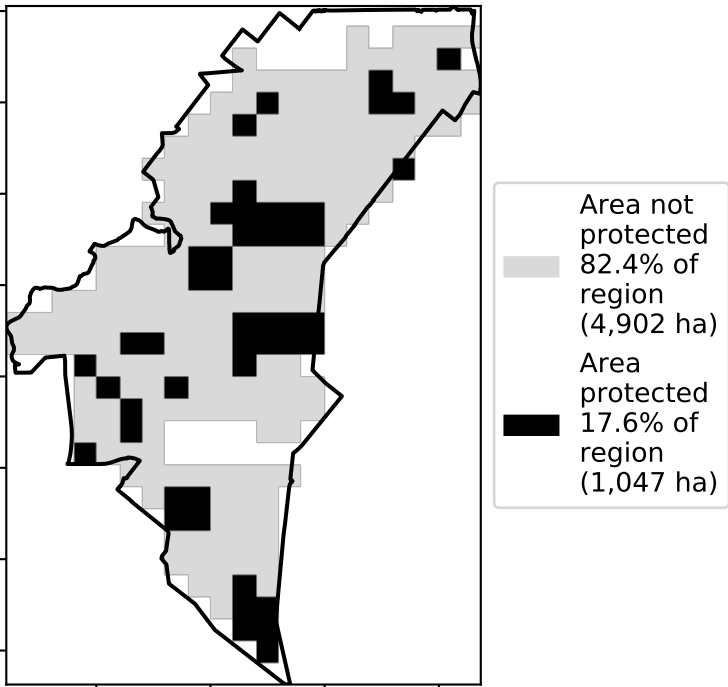 Area not
protected
82.4% of
region
(4,902 ha)
Area
protected
17.6% of
region
(1,047 ha)